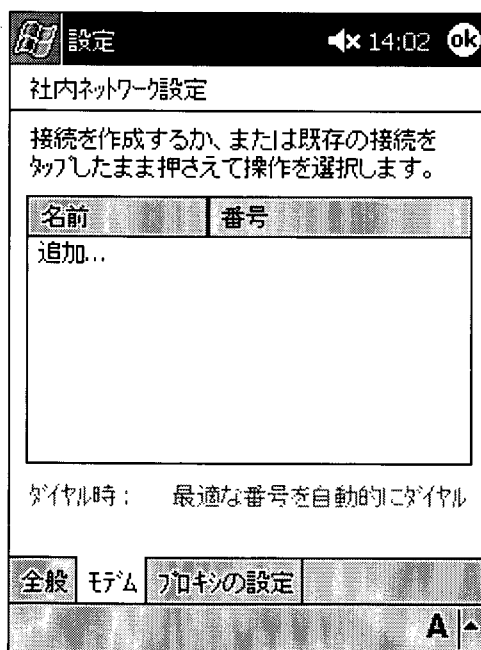 設定 14:02 ok
社内ネットワーク設定
接続を作成するか、または既存の接続を
タップしたまま押さえて操作を選択します。
名前 番号
追加...
ダイヤル時: 最適な番号を自動的にダイヤル
全般 モデム プロキシの設定
A